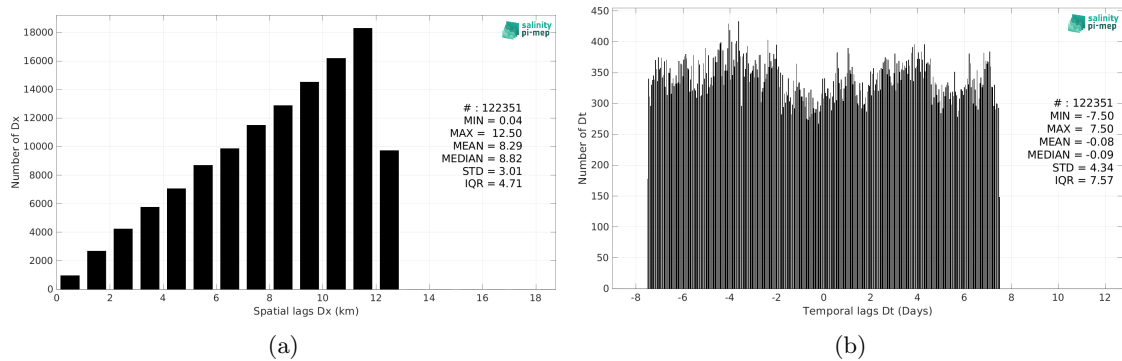 18000
16000
14000
12000
10000
8000
6000
4000
2000
0
Number of Dx
0 2 4 6 8 10 12 14 16 18
Spatial lags Dx (km)
salinity
pi-mep
# : 122351
MIN = 0.04
MAX = 12.50
MEAN = 8.29
MEDIAN = 8.82
STD = 3.01
IQR = 4.71
(a)
450
400
350
300
250
200
150
100
50
0
Number of Dt
-8 -6 -4 -2 0 2 4 6 8 10 12
Temporal lags Dt (Days)
salinity
pi-mep
# : 122351
MIN = -7.50
MAX = 7.50
MEAN = -0.08
MEDIAN = -0.09
STD = 4.34
IQR = 7.57
(b)